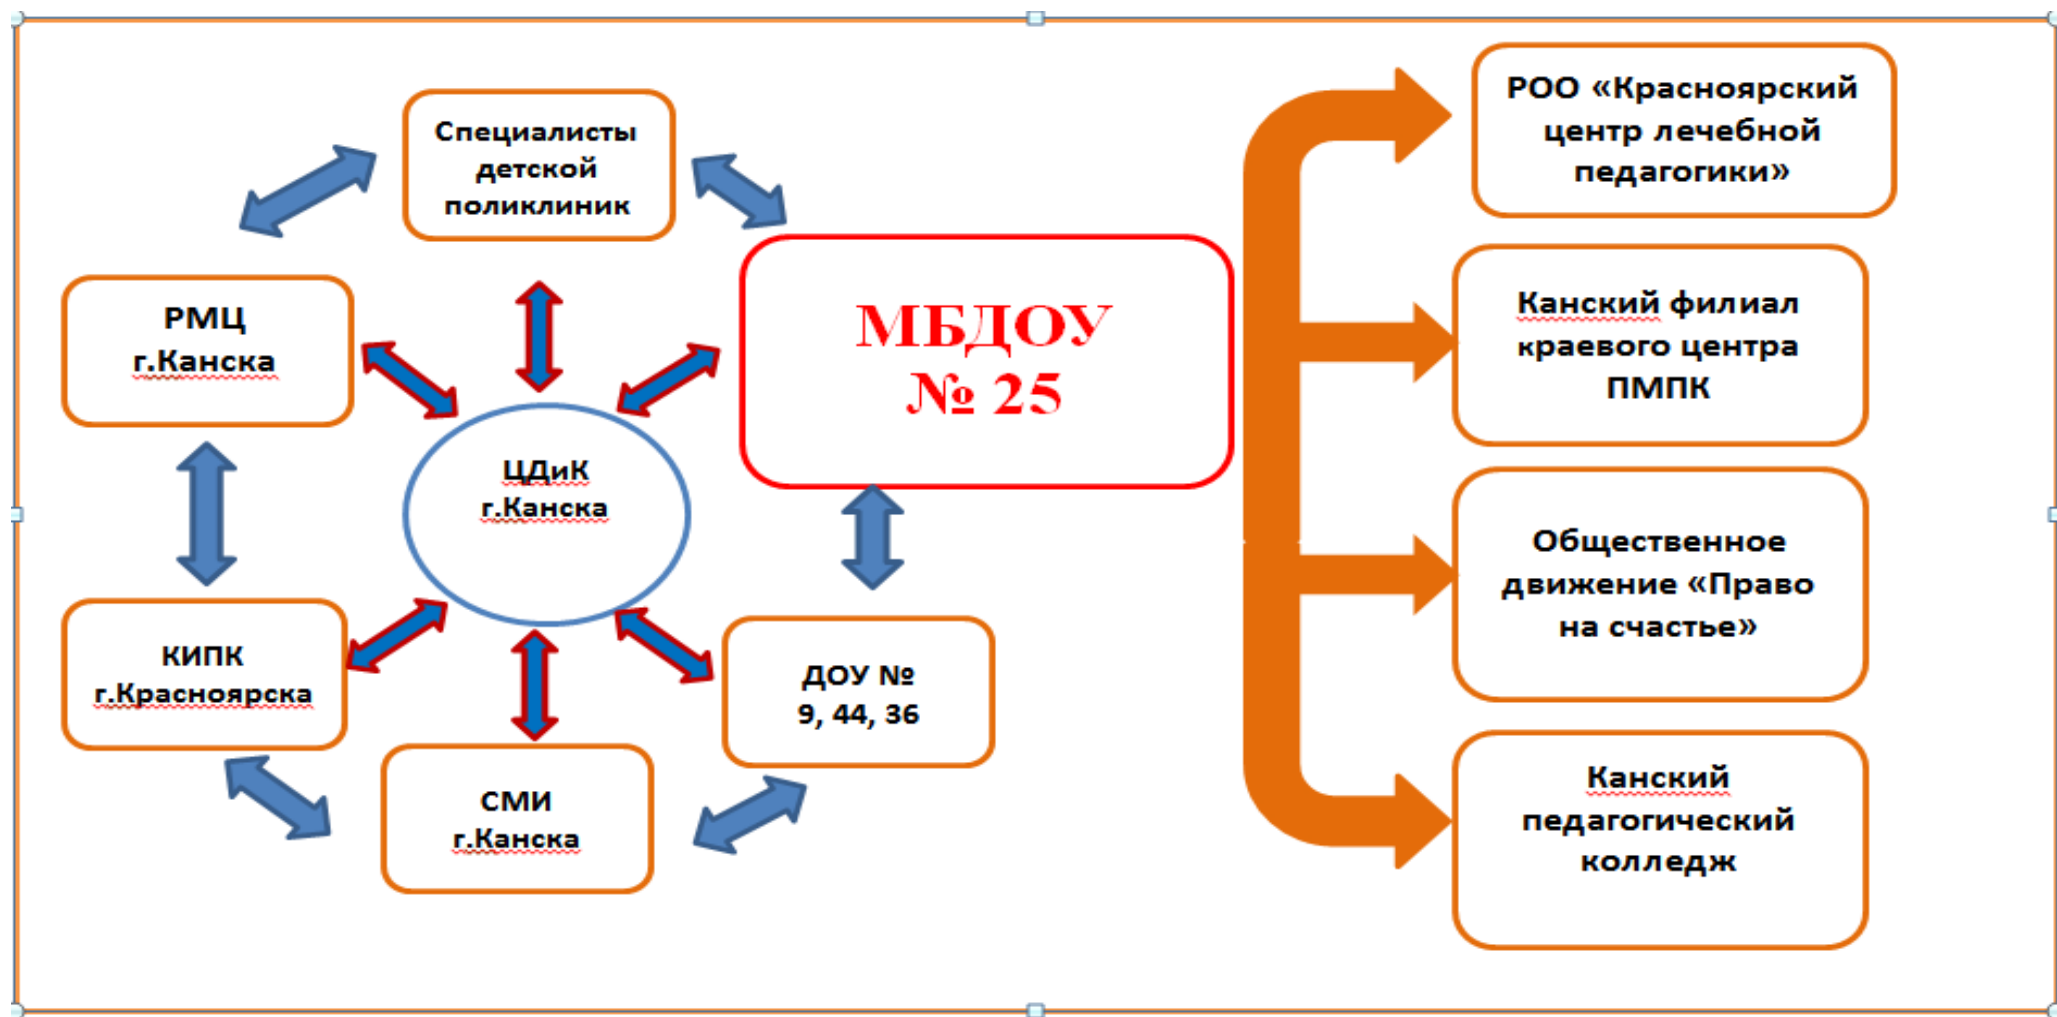 Специалисты
детской
поликлиник
РМЦ
г.Канска
МБДОУ
№ 25
ЦДиК
г.Канска
КИПК
г.Красноярска
СМИ
г.Канска
ДОУ №
9, 44, 36
РОО «Красноярский
центр лечебной
педагогики»
Канский филиал
краевого центра
ПМПК
Общественное
движение «Право
на счастье»
Канский
педагогический
колледж